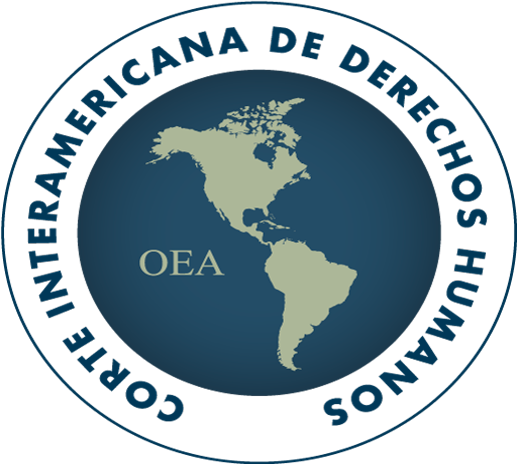 CORTE INTERAMERICANA DE DERECHOS HUMANOS
OEA